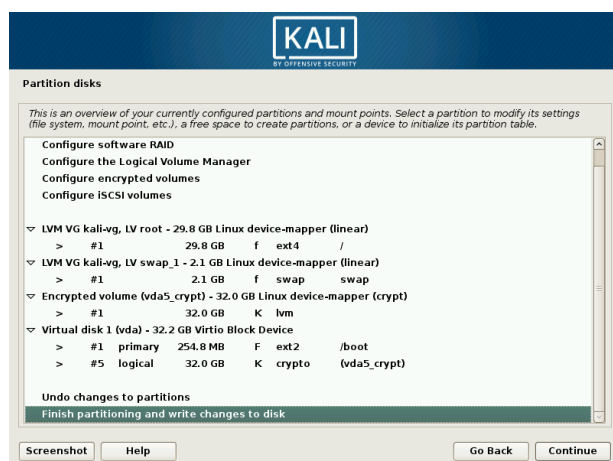 KALI
BY OFFENSIVE SECURITY
Partition disks
This is an overview of your currently configured partitions and mount points. Select a partition to modify its settings
(file system, mount point, etc.), a free space to create partitions, or a device to initialize its partition table.
Configure software RAID
Configure the Logical Volume Manager
Configure encrypted volumes
Configure iSCSI volumes
LVM VG kali-vg, LV root - 29.8 GB Linux device-mapper (linear)
> #1 29.8 GB f ext4 /
LVM VG kali-vg, LV swap_1 - 2.1 GB Linux device-mapper (linear)
> #1 2.1 GB f swap swap
Encrypted volume (vda5_crypt) - 32.0 GB Linux device-mapper (crypt)
> #1 32.0 GB K lvm
Virtual disk 1 (vda) - 32.2 GB Virtio Block Device
> #1 primary 254.8 MB F ext2 /boot
> #5 logical 32.0 GB K crypto (vda5_crypt)
Undo changes to partitions
Finish partitioning and write changes to disk
Screenshot Help Go Back Continue